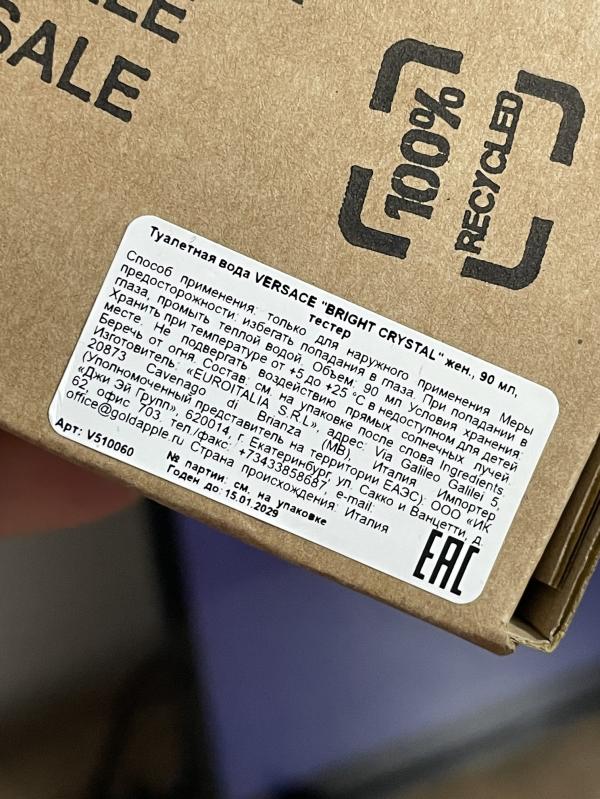 ALE
SALE
100%
RECYCLED
Туалетная вода VERSACE "BRIGHT CRYSTAL" жен., 90 мл,
тестер
Способ применения: только для наружного применения Меры
предосторожности: избегать попадания в глаза. При попадании в
глаза, промыть теплой водой. Объем: 90 мл Условия хранения:
Хранить при температуре от +5 до +25 °C в недоступном для детей
месте. Не подвергать воздействию прямых солнечных лучей.
Беречь от огня. Состав: см. на упаковке после слова Ingredients.
Изготовитель: «EUROITALIA S.R.L», адрес: Via Galileo Galilei 5,
20873 Cavenago di Brianza (MB), Италия Импортер
(Уполномоченный представитель на территории ЕАЭС): ООО «ИК
«Джи Эй Групп», 620014, г. Екатеринбург, ул. Сакко и Ванцетти, д.
62, офис 703, тел./факс: +73433858687, e-mail:
office@goldapple.ru Страна происхождения: Италия
Арт: V510060
№ партии: см. на упаковке
Годен до: 15.01.2029
EAC